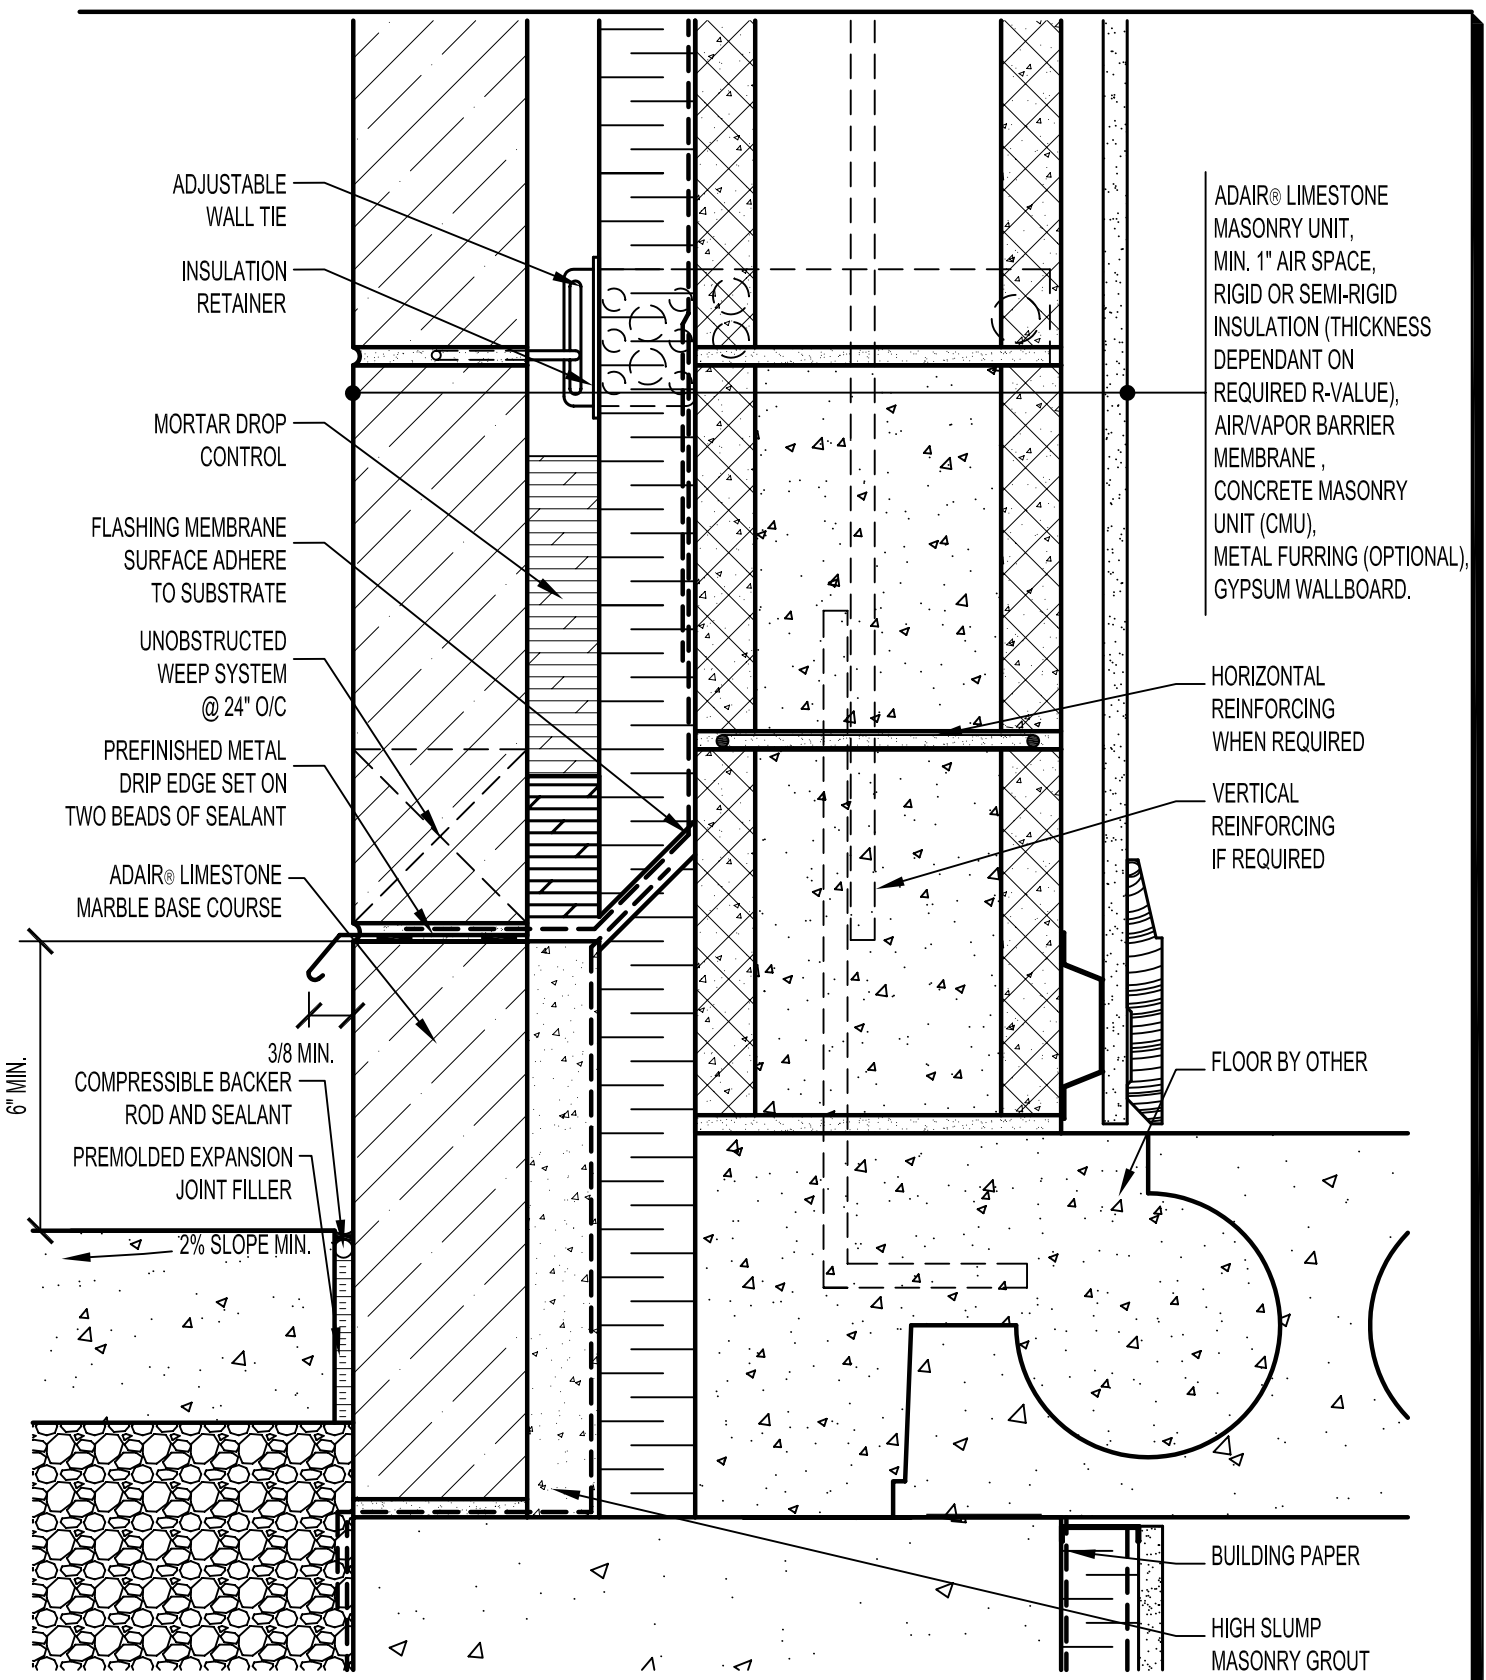 ADJUSTABLE
WALL TIE
INSULATION
RETAINER
MORTAR DROP
CONTROL
FLASHING MEMBRANE
SURFACE ADHERE
TO SUBSTRATE
UNOBSTRUCTED
WEEP SYSTEM
@ 24" O/C
PREFINISHED METAL
DRIP EDGE SET ON
TWO BEADS OF SEALANT
ADAIR® LIMESTONE
MARBLE BASE COURSE
6" MIN.
3/8 MIN.
COMPRESSIBLE BACKER
ROD AND SEALANT
PREMOLDED EXPANSION
JOINT FILLER
2% SLOPE MIN.
ADAIR® LIMESTONE
MASONRY UNIT,
MIN. 1" AIR SPACE,
RIGID OR SEMI-RIGID
INSULATION (THICKNESS
DEPENDANT ON
REQUIRED R-VALUE),
AIR/VAPOR BARRIER
MEMBRANE ,
CONCRETE MASONRY
UNIT (CMU),
METAL FURRING (OPTIONAL),
GYPSUM WALLBOARD.
HORIZONTAL
REINFORCING
WHEN REQUIRED
VERTICAL
REINFORCING
IF REQUIRED
FLOOR BY OTHER
BUILDING PAPER
HIGH SLUMP
MASONRY GROUT